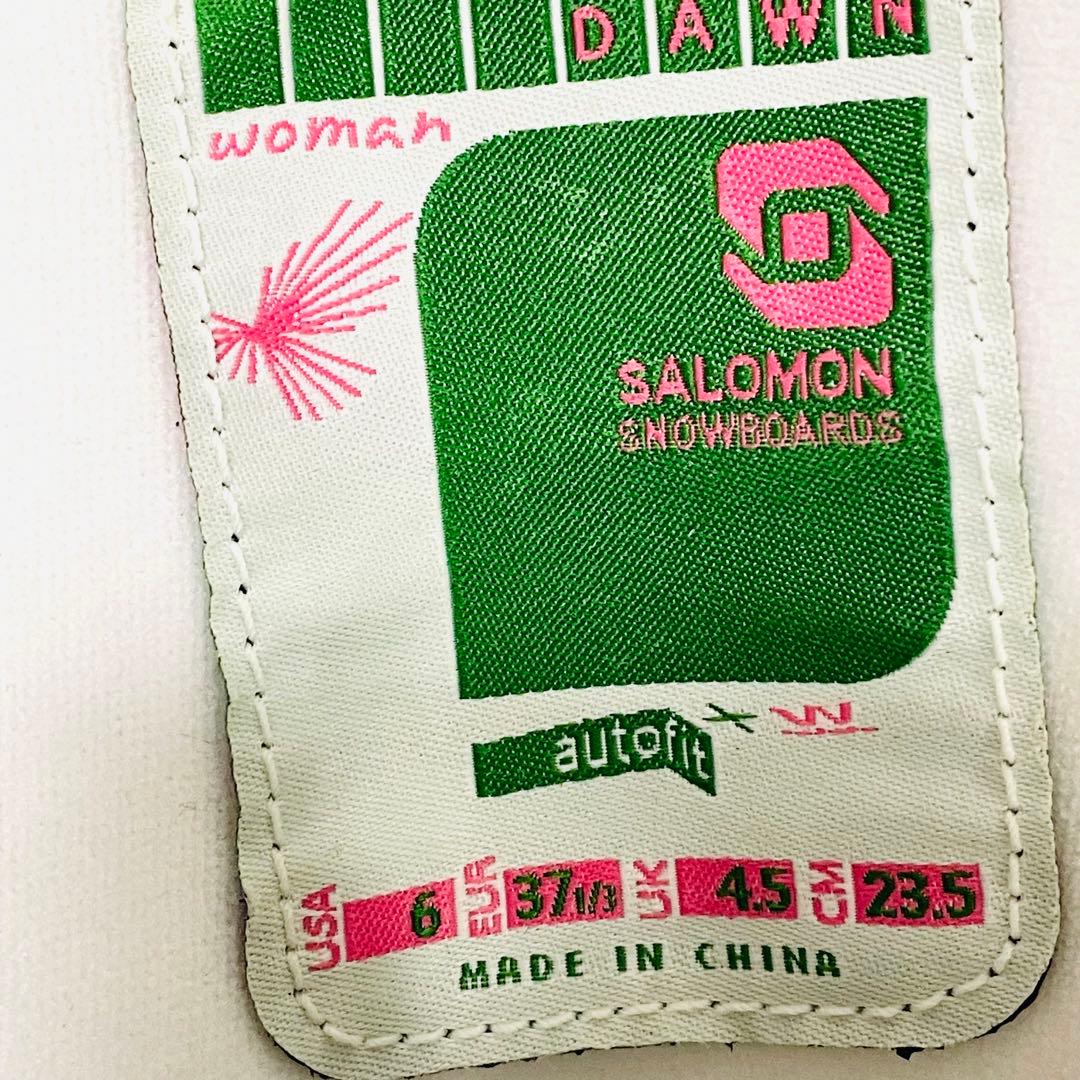 DAWN
woman
SALOMON
SNOWBOARDS
autofit + W
USA 6 EUR 37 1/3 UK 4.5 CM 23.5
MADE IN CHINA